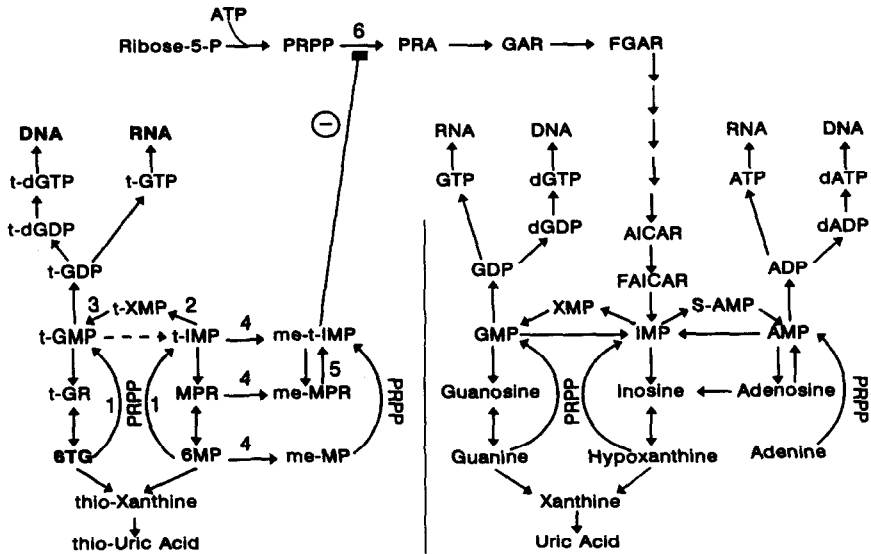 ATP
6
Ribose-5-P PRPP PRA GAR FGAR
−
DNA RNA
t-dGTP t-GTP
t-dGDP
t-GDP
3 t-XMP 2
t-GMP t-IMP 4 me-t-IMP
5
t-GR MPR 4 me-MPR
1 PRPP 1 PRPP
6TG 6MP 4 me-MP
thio-Xanthine
thio-Uric Acid
RNA DNA RNA DNA
GTP dGTP ATP dATP
dGDP AICAR dADP
GDP FAICAR ADP
XMP S-AMP
GMP IMP AMP
Guanosine Inosine Adenosine
PRPP PRPP
Guanine Hypoxanthine Adenine
Xanthine
Uric Acid